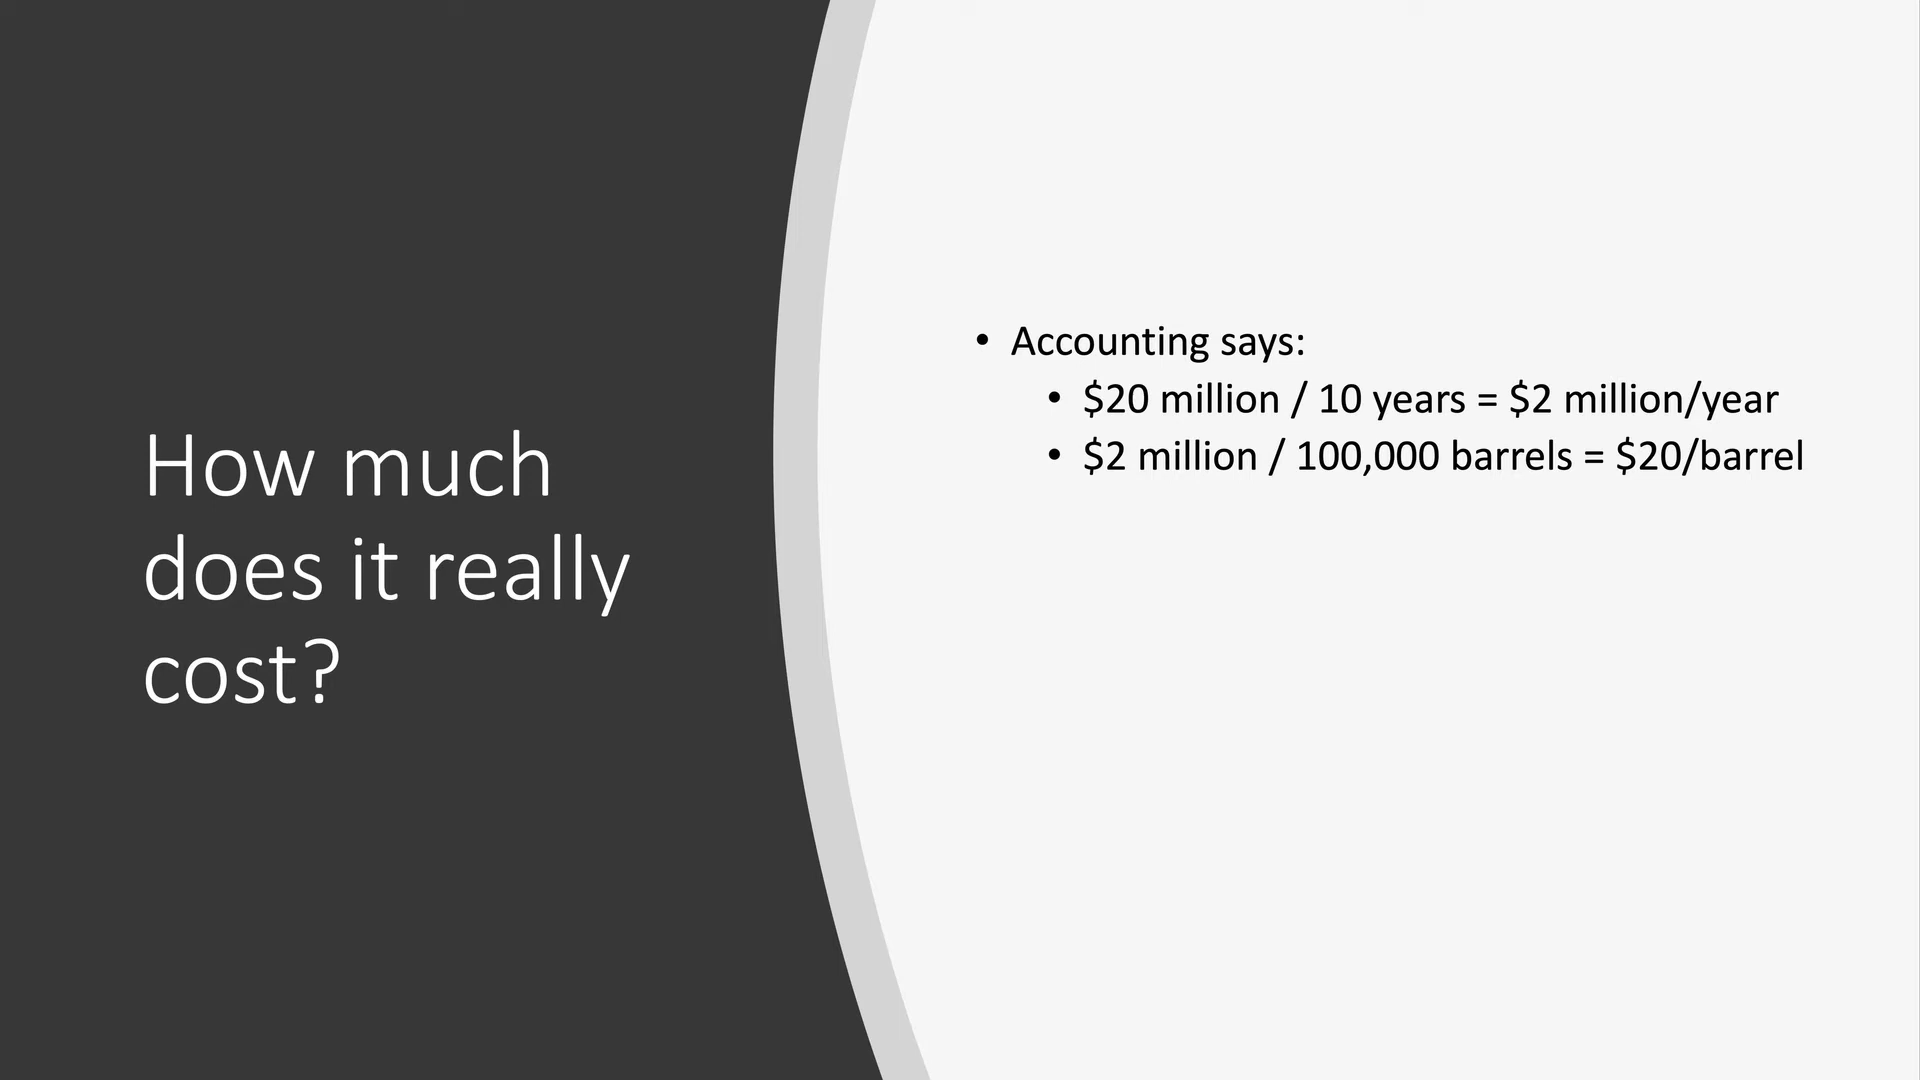 How much
does it really
cost?
• Accounting says:
• $20 million / 10 years = $2 million/year
• $2 million / 100,000 barrels = $20/barrel